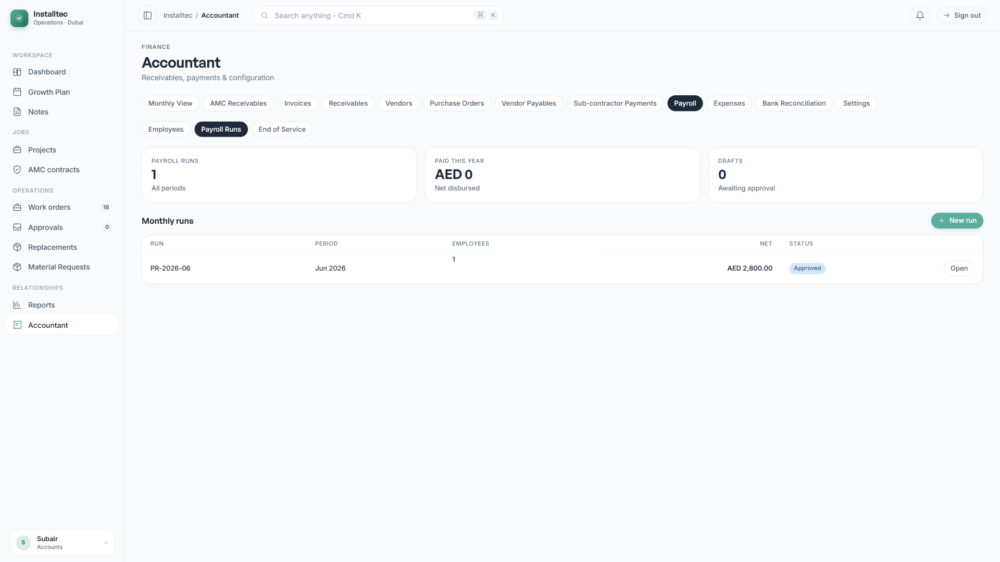 Installtec
Operations · Dubai
Installtec / Accountant
Search anything - Cmd K
⌘ K
Sign out
WORKSPACE
Dashboard
Growth Plan
Notes
JOBS
Projects
AMC contracts
OPERATIONS
Work orders 18
Approvals 0
Replacements
Material Requests
RELATIONSHIPS
Reports
Accountant
S
Subair
Accounts
FINANCE
Accountant
Receivables, payments & configuration
Monthly View AMC Receivables Invoices Receivables Vendors Purchase Orders Vendor Payables Sub-contractor Payments Payroll Expenses Bank Reconciliation Settings
Employees Payroll Runs End of Service
PAYROLL RUNS
1
All periods
PAID THIS YEAR
AED 0
Net disbursed
DRAFTS
0
Awaiting approval
Monthly runs
New run
RUN PERIOD EMPLOYEES NET STATUS
PR-2026-06 Jun 2026 1 AED 2,800.00 Approved Open